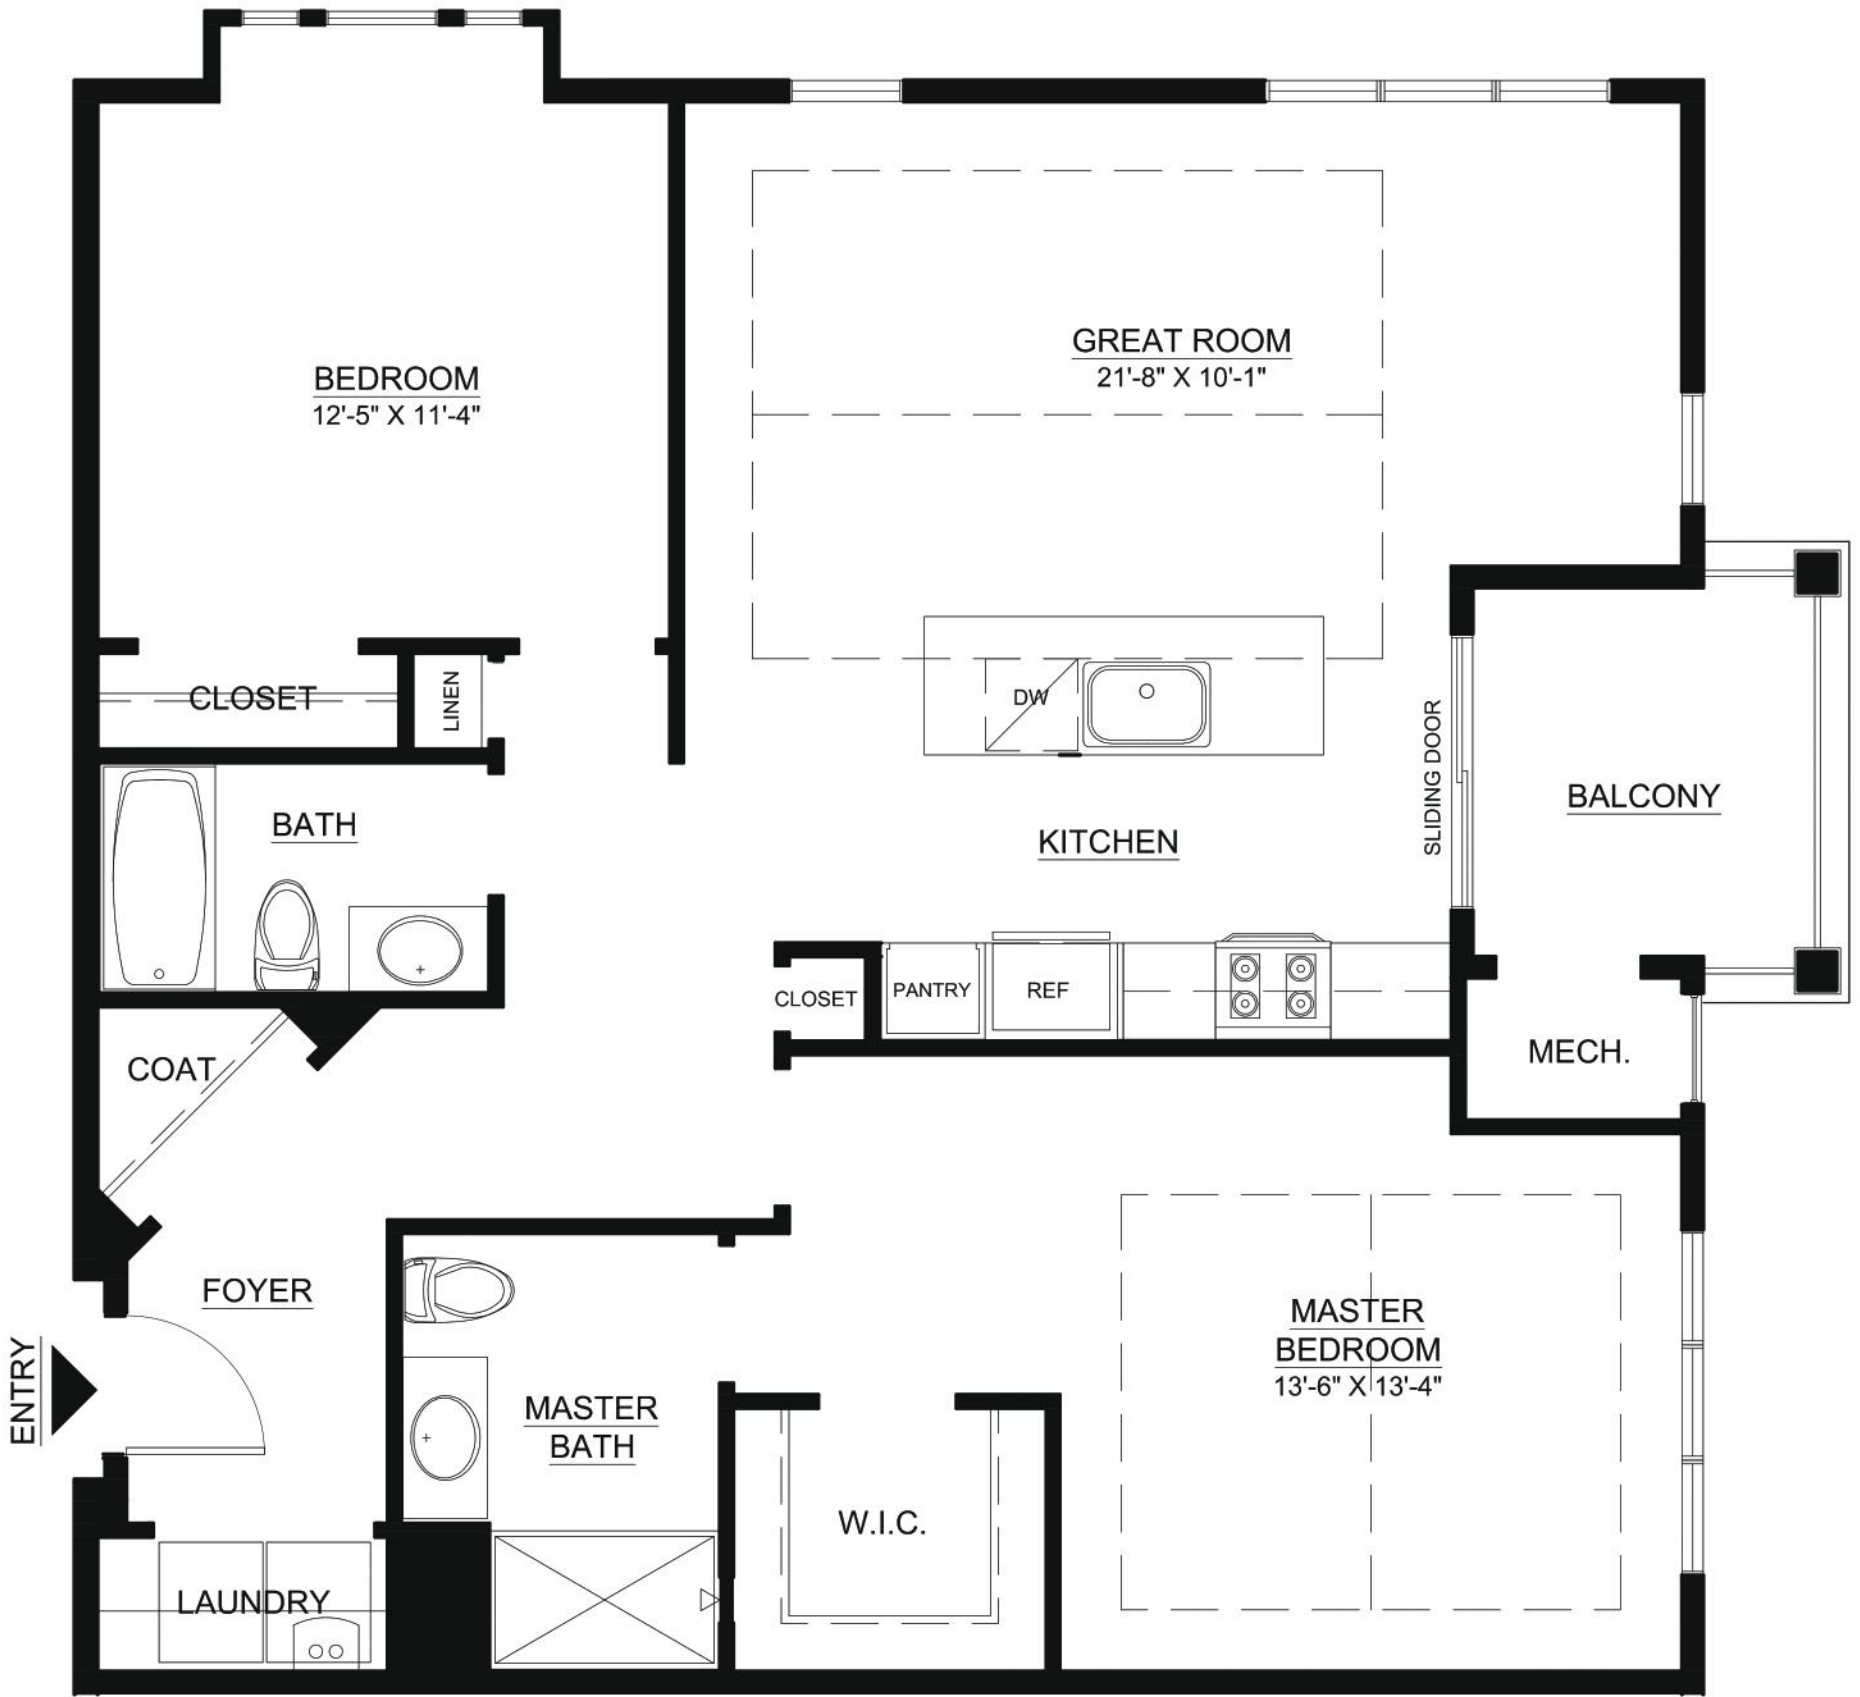 BEDROOM
12'-5" X 11'-4"
GREAT ROOM
21'-8" X 10'-1"
CLOSET
LINEN
DW
SLIDING DOOR
BALCONY
BATH
KITCHEN
CLOSET
PANTRY
REF
MECH.
COAT
FOYER
ENTRY
MASTER
BEDROOM
13'-6" X 13'-4"
MASTER
BATH
W.I.C.
LAUNDRY